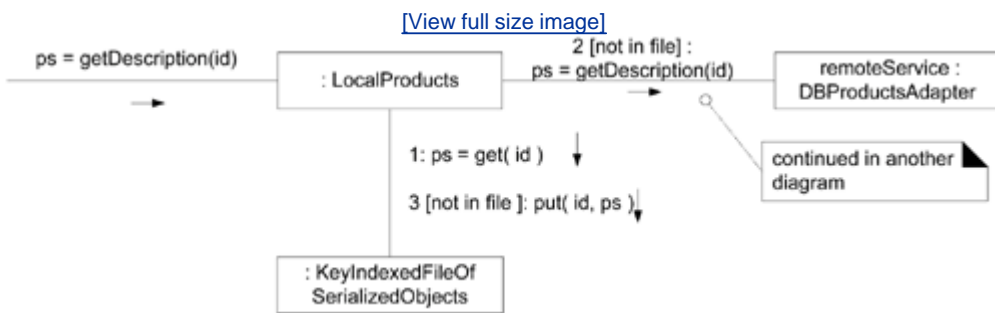 [View full size image]
ps = getDescription(id)
: LocalProducts
2 [not in file] :
ps = getDescription(id)
remoteService :
DBProductsAdapter
1: ps = get( id )
3 [not in file ]: put( id, ps )
continued in another
diagram
: KeyIndexedFileOf
SerializedObjects